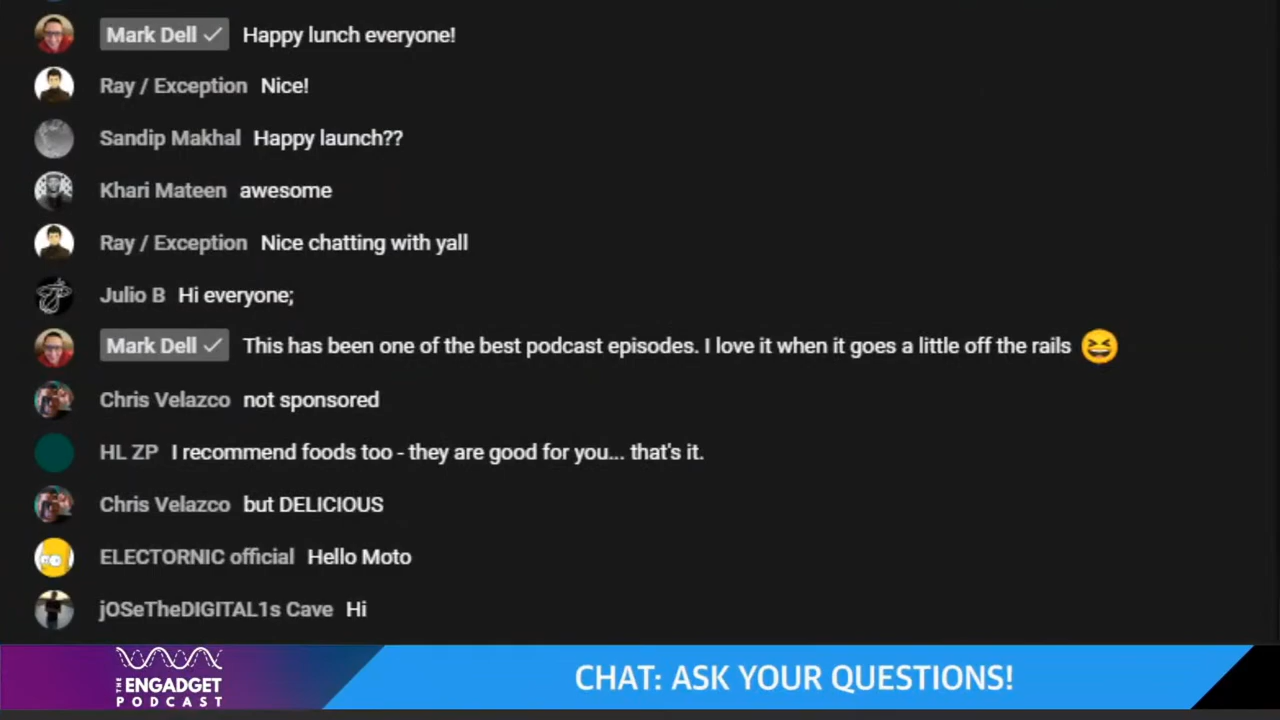 Mark Dell ✓ Happy lunch everyone!
Ray / Exception Nice!
Sandip Makhal Happy launch??
Khari Mateen awesome
Ray / Exception Nice chatting with yall
Julio B Hi everyone;
Mark Dell ✓ This has been one of the best podcast episodes. I love it when it goes a little off the rails 😆
Chris Velazco not sponsored
HL ZP I recommend foods too - they are good for you... that's it.
Chris Velazco but DELICIOUS
ELECTORNIC official Hello Moto
jOSeTheDIGITAL1s Cave Hi
THE ENGADGET
PODCAST
CHAT: ASK YOUR QUESTIONS!